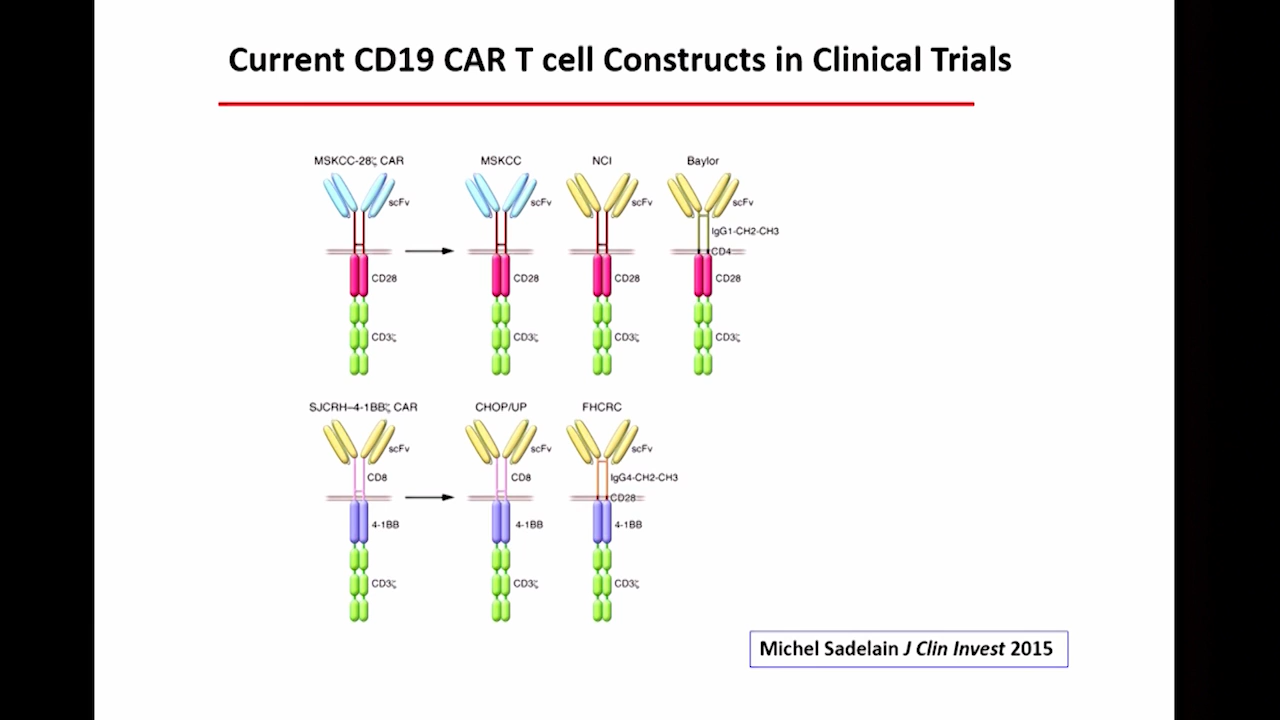 Current CD19 CAR T cell Constructs in Clinical Trials
MSKCC-28ζ CAR
scFv
CD28
CD3ζ
MSKCC
scFv
CD28
CD3ζ
NCI
scFv
CD28
CD3ζ
Baylor
scFv
IgG1-CH2-CH3
CD4
CD28
CD3ζ
SJCRH–4-1BBζ CAR
scFv
CD8
4-1BB
CD3ζ
CHOP/UP
scFv
CD8
4-1BB
CD3ζ
FHCRC
scFv
IgG4-CH2-CH3
CD28
4-1BB
CD3ζ
Michel Sadelain J Clin Invest 2015